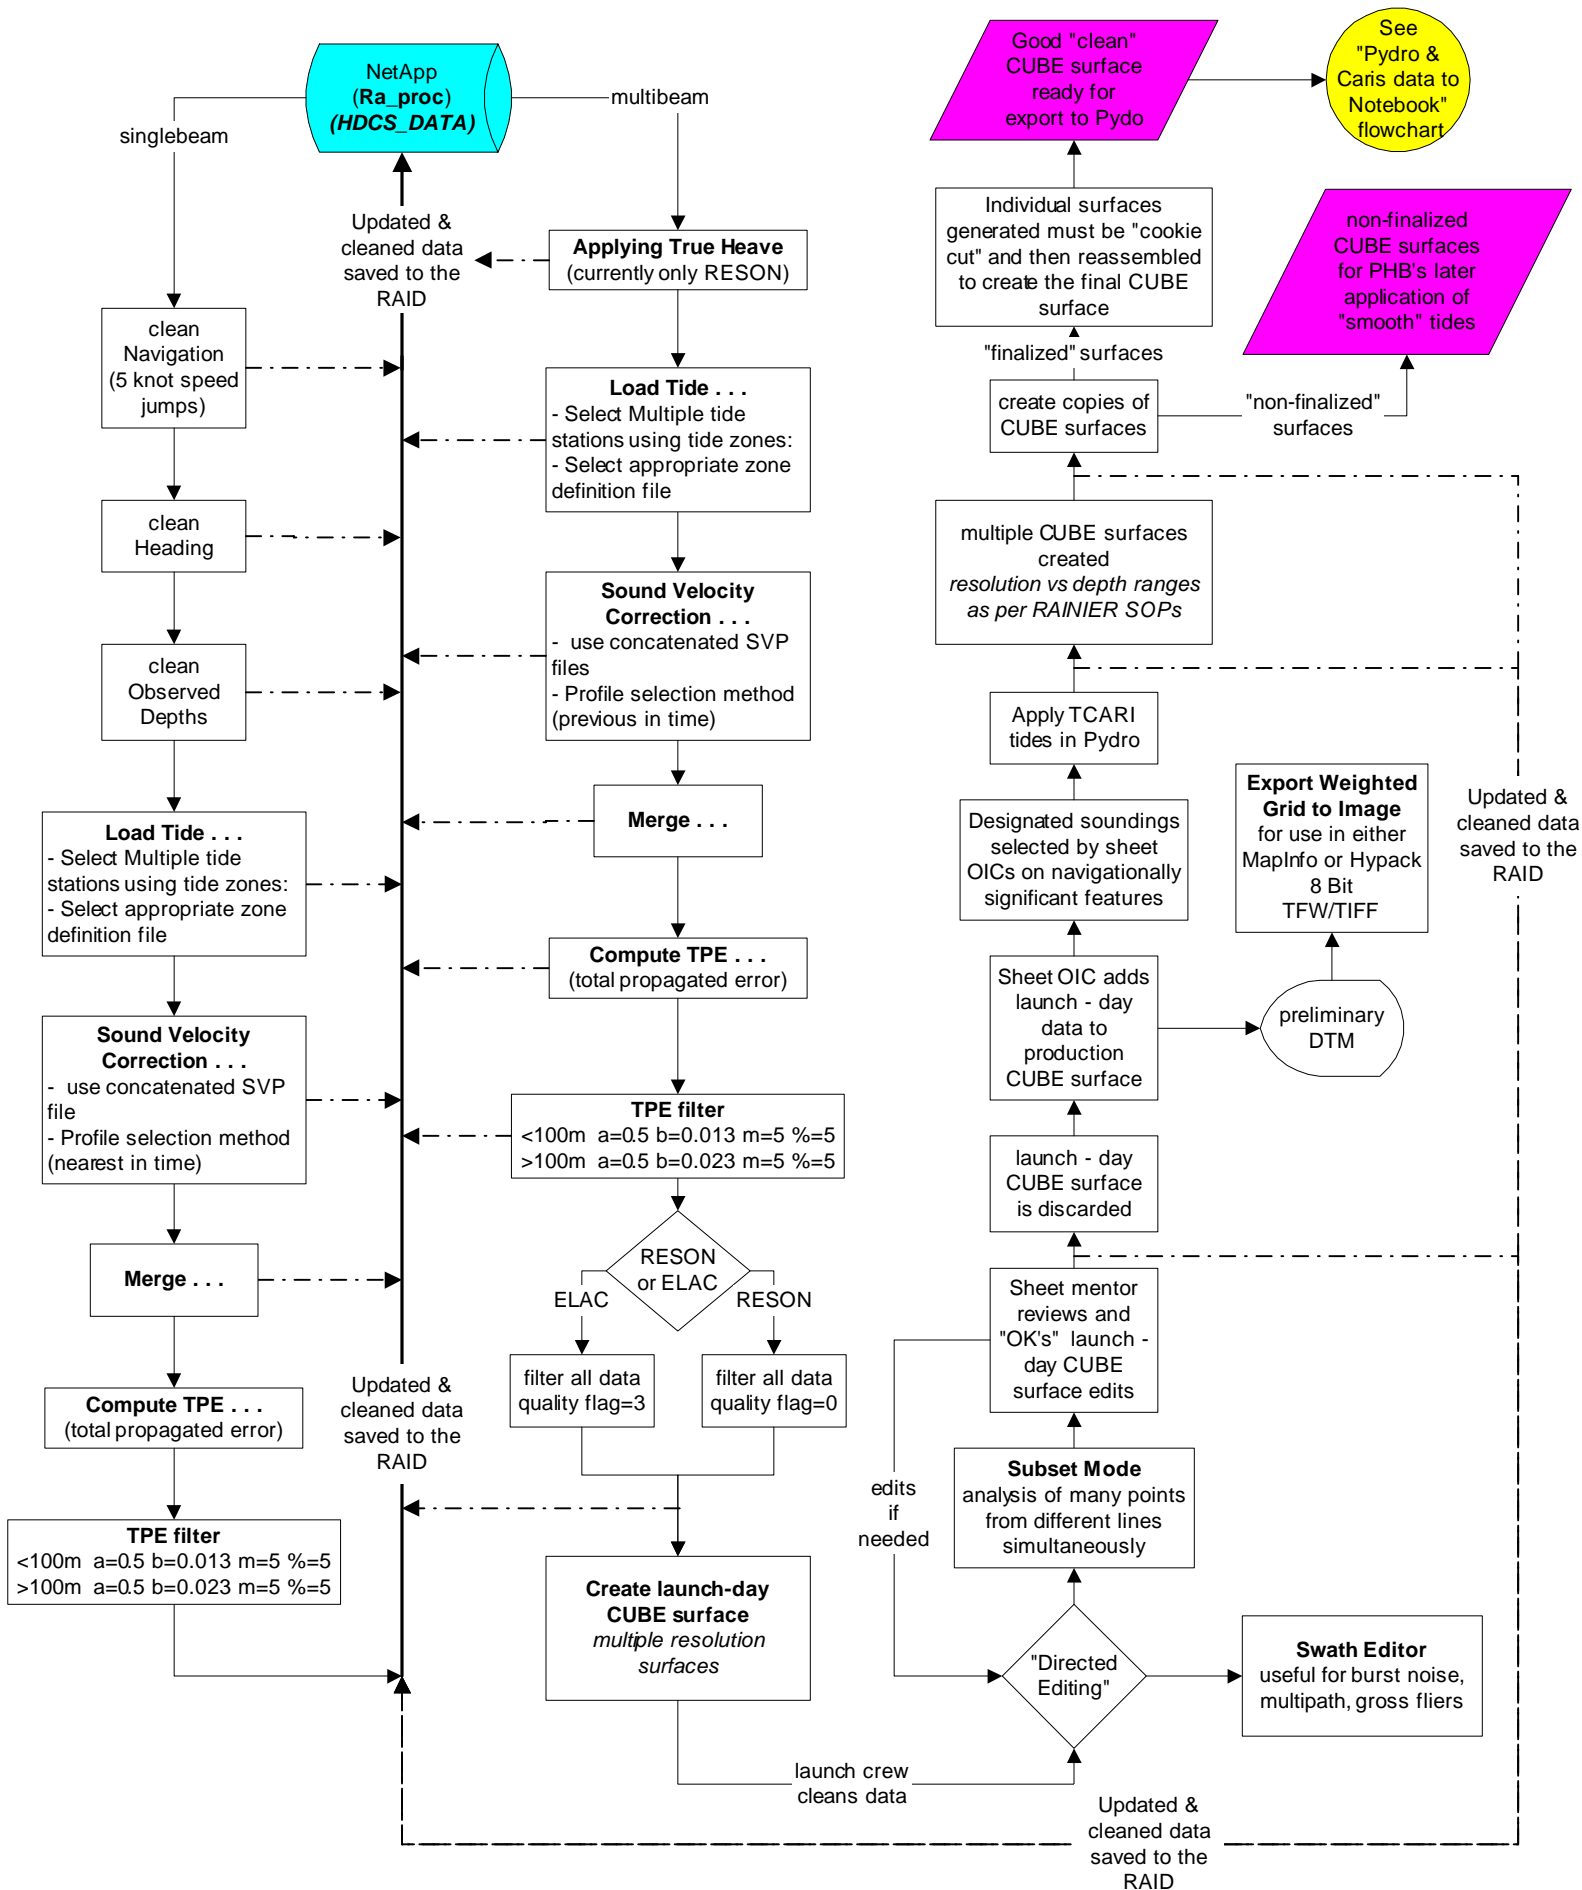 NetApp
(Ra_proc)
(HDCS_DATA)
singlebeam
multibeam
Updated &
cleaned data
saved to the
RAID
clean
Navigation
(5 knot speed
jumps)
clean
Heading
clean
Observed
Depths
Load Tide . . .
- Select Multiple tide
stations using tide zones:
- Select appropriate zone
definition file
Sound Velocity
Correction . . .
- use concatenated SVP
file
- Profile selection method
(nearest in time)
Merge . . .
Compute TPE . . .
(total propagated error)
TPE filter
<100m a=0.5 b=0.013 m=5 %=5
>100m a=0.5 b=0.023 m=5 %=5
Applying True Heave
(currently only RESON)
Load Tide . . .
- Select Multiple tide
stations using tide zones:
- Select appropriate zone
definition file
Sound Velocity
Correction . . .
- use concatenated SVP
files
- Profile selection method
(previous in time)
Merge . . .
Compute TPE . . .
(total propagated error)
TPE filter
<100m a=0.5 b=0.013 m=5 %=5
>100m a=0.5 b=0.023 m=5 %=5
RESON
or ELAC
ELAC
RESON
filter all data
quality flag=3
filter all data
quality flag=0
Updated &
cleaned data
saved to the
RAID
Create launch-day
CUBE surface
multiple resolution
surfaces
launch crew
cleans data
"Directed
Editing"
Swath Editor
useful for burst noise,
multipath, gross fliers
Subset Mode
analysis of many points
from different lines
simultaneously
edits
if
needed
Sheet mentor
reviews and
"OK's" launch -
day CUBE
surface edits
launch - day
CUBE surface
is discarded
Sheet OIC adds
launch - day
data to
production
CUBE surface
preliminary
DTM
Export Weighted
Grid to Image
for use in either
MapInfo or Hypack
8 Bit
TFW/TIFF
Designated soundings
selected by sheet
OICs on navigationally
significant features
Apply TCARI
tides in Pydro
multiple CUBE surfaces
created
resolution vs depth ranges
as per RAINIER SOPs
create copies of
CUBE surfaces
"finalized" surfaces
"non-finalized"
surfaces
Individual surfaces
generated must be "cookie
cut" and then reassembled
to create the final CUBE
surface
non-finalized
CUBE surfaces
for PHB's later
application of
"smooth" tides
Good "clean"
CUBE surface
ready for
export to Pydo
See
"Pydro &
Caris data to
Notebook"
flowchart
Updated &
cleaned data
saved to the
RAID
Updated &
cleaned data
saved to the
RAID